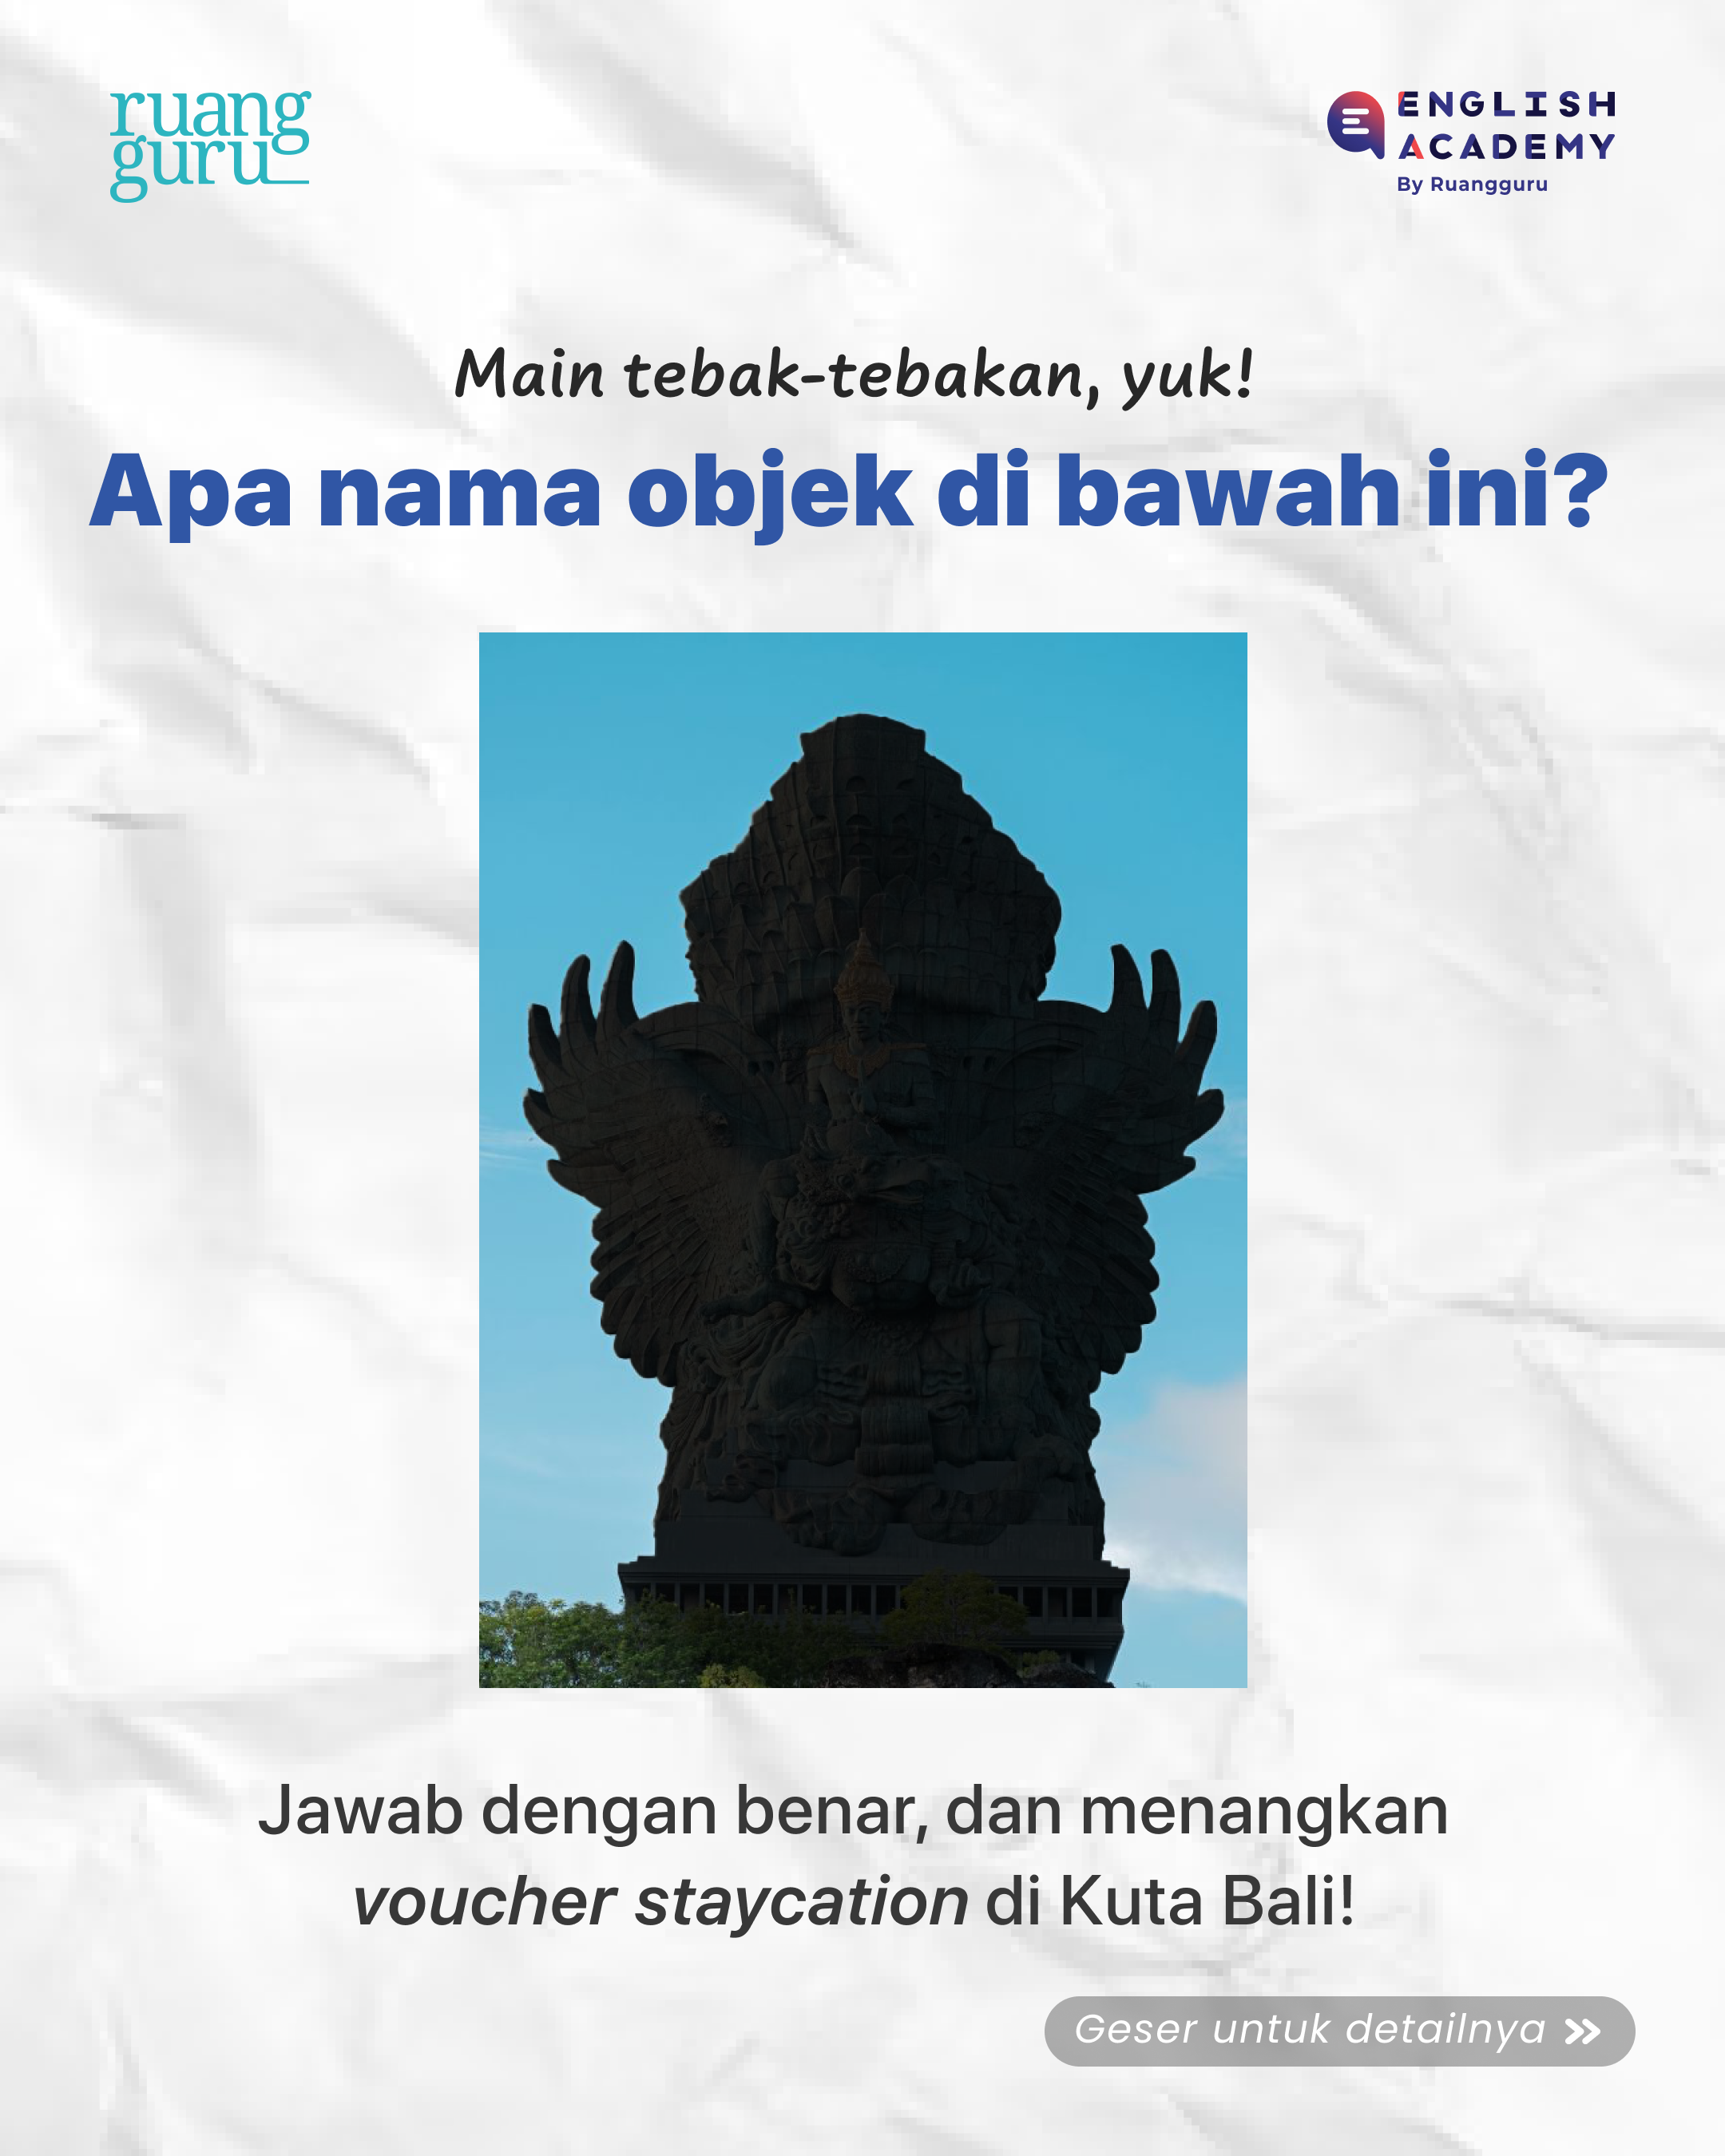 ruang
guru
ENGLISH
ACADEMY
By Ruangguru
Main tebak-tebakan, yuk!
Apa nama objek di bawah ini?
Jawab dengan benar, dan menangkan
voucher staycation di Kuta Bali!
Geser untuk detailnya